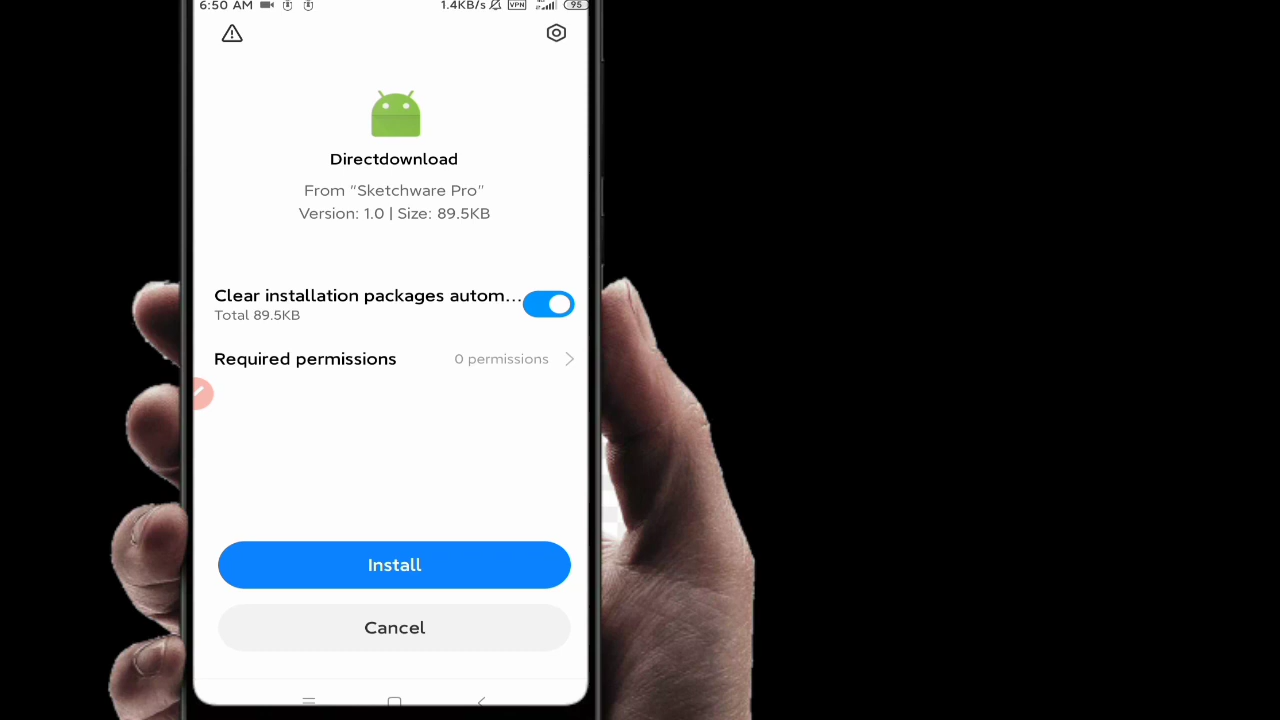 6:50 AM 1.4KB/s VPN 95
Directdownload
From "Sketchware Pro"
Version: 1.0 | Size: 89.5KB
Clear installation packages autom...
Total 89.5KB
Required permissions 0 permissions
Install
Cancel